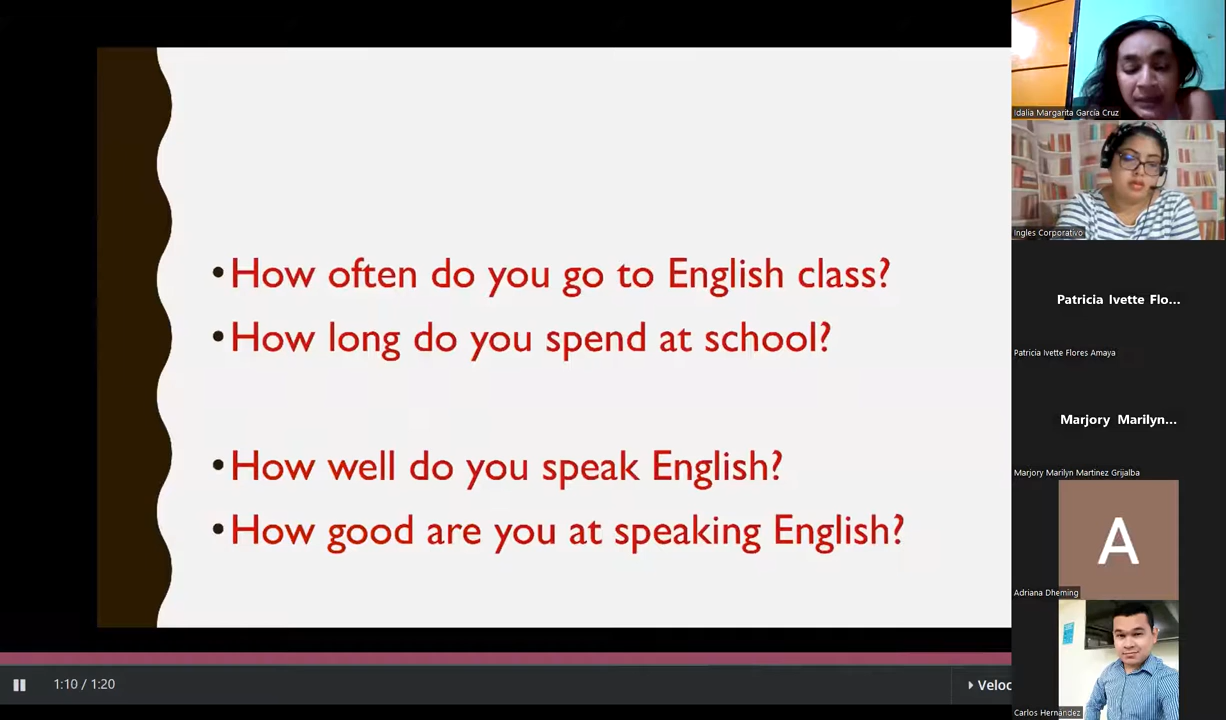 • How often do you go to English class?
• How long do you spend at school?
• How well do you speak English?
• How good are you at speaking English?
1:10 / 1:20
Veloc
Idalia Margarita García Cruz
Ingles Corporativo
Patricia Ivette Flo...
Patricia Ivette Flores Amaya
Marjory Marilyn...
Marjory Marilyn Martinez Grijalba
A
Adriana Dheming
Carlos Hernández